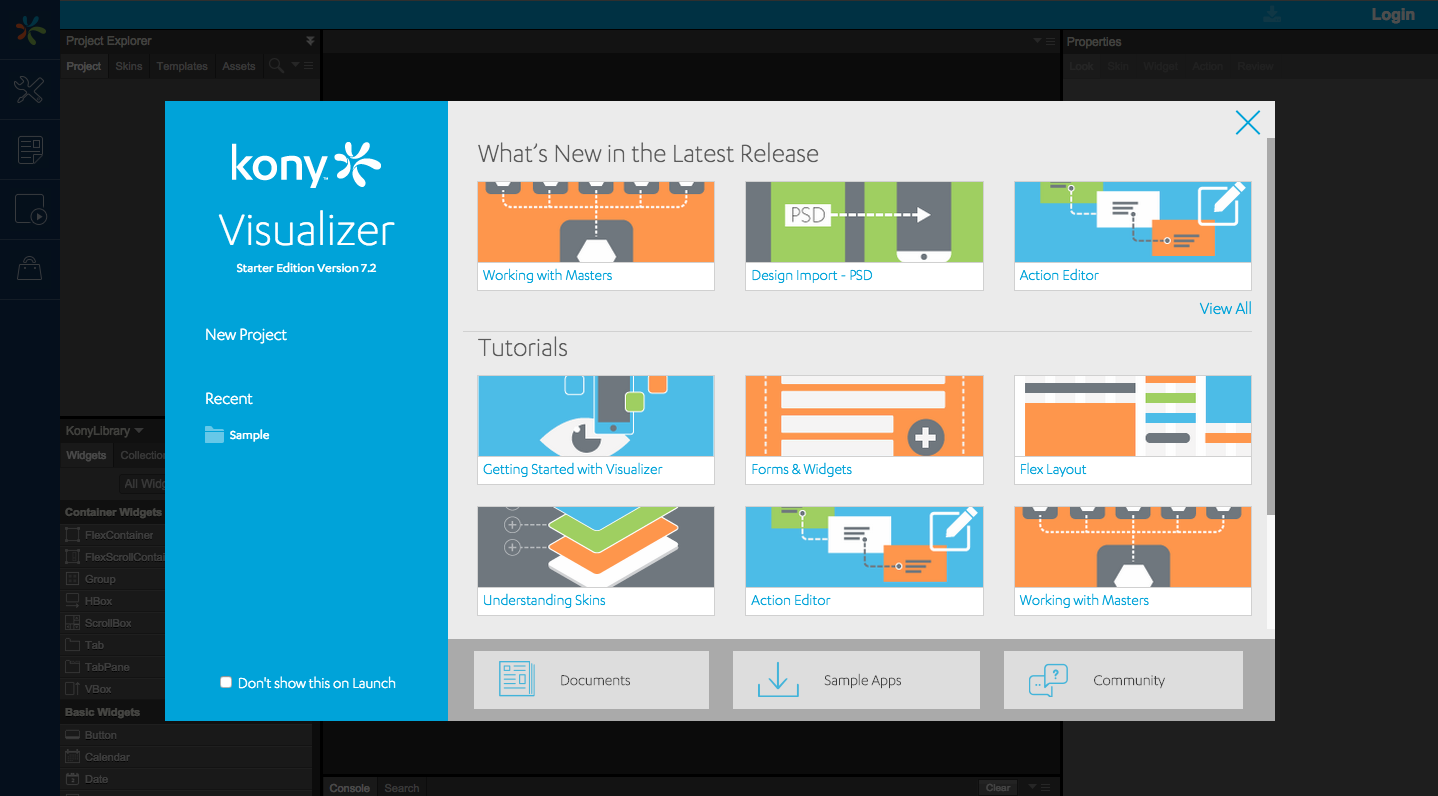 Login
Project Explorer
Project Skins Templates Assets
Properties
Look Skin Widget Action Review
kony™
Visualizer
Starter Edition Version 7.2
New Project
Recent
Sample
Don't show this on Launch
What's New in the Latest Release
PSD
Working with Masters
Design Import - PSD
Action Editor
View All
Tutorials
Getting Started with Visualizer
Forms & Widgets
Flex Layout
Understanding Skins
Action Editor
Working with Masters
Documents
Sample Apps
Community
KonyLibrary
Widgets Collection
All Widg
Container Widgets
FlexContainer
FlexScrollContai
Group
HBox
ScrollBox
Tab
TabPane
VBox
Basic Widgets
Button
Calendar
Date
Console Search
Clear